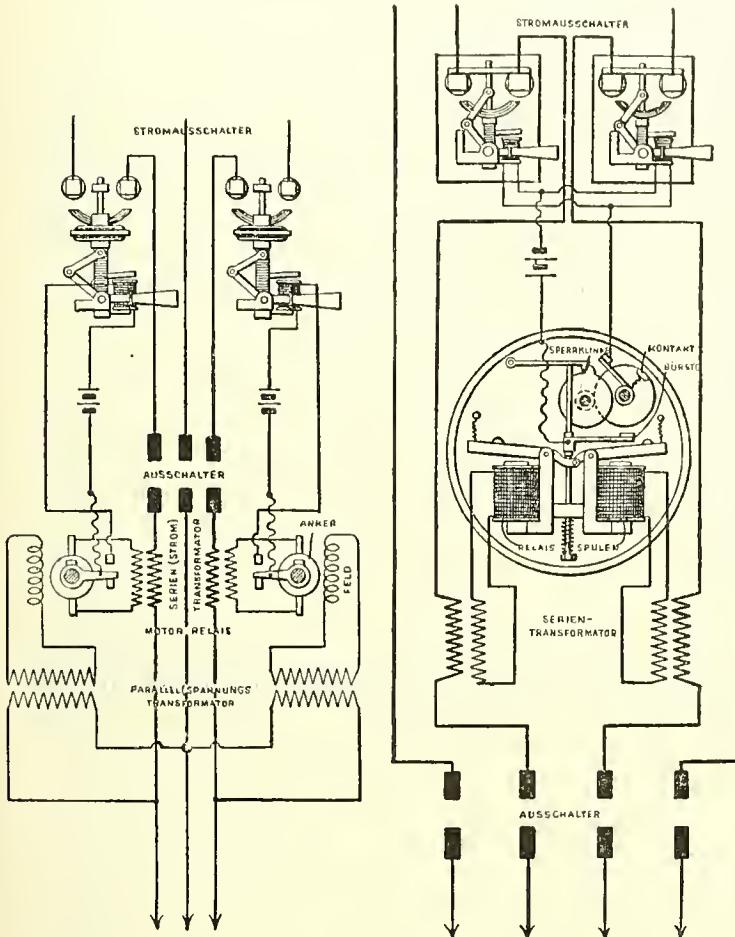 STROMAUSSCHALTER
AUSSCHALTER
SERIEN (STROM)
TRANSFORMATOR
ANKER
FELD
MOTOR RELAIS
PARALLEL(SPANNUNGS
TRANSFORMATOR
STROMAUSSCHALTER
SPERRKLINKE
KONTAKT
BÜRSTE
RELAIS SPULEN
SERIEN-
TRANSFORMATOR
AUSSCHALTER